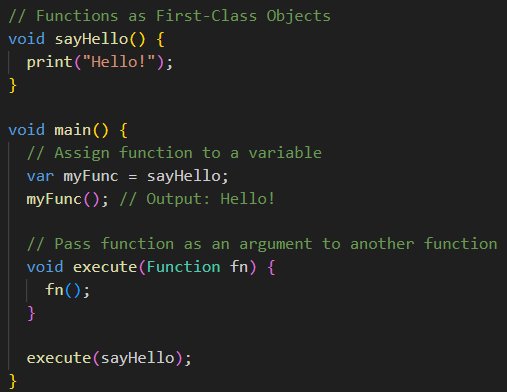 // Functions as First-Class Objects
void sayHello() {
  print("Hello!");
}

void main() {
  // Assign function to a variable
  var myFunc = sayHello;
  myFunc(); // Output: Hello!

  // Pass function as an argument to another function
  void execute(Function fn) {
    fn();
  }

  execute(sayHello);
}